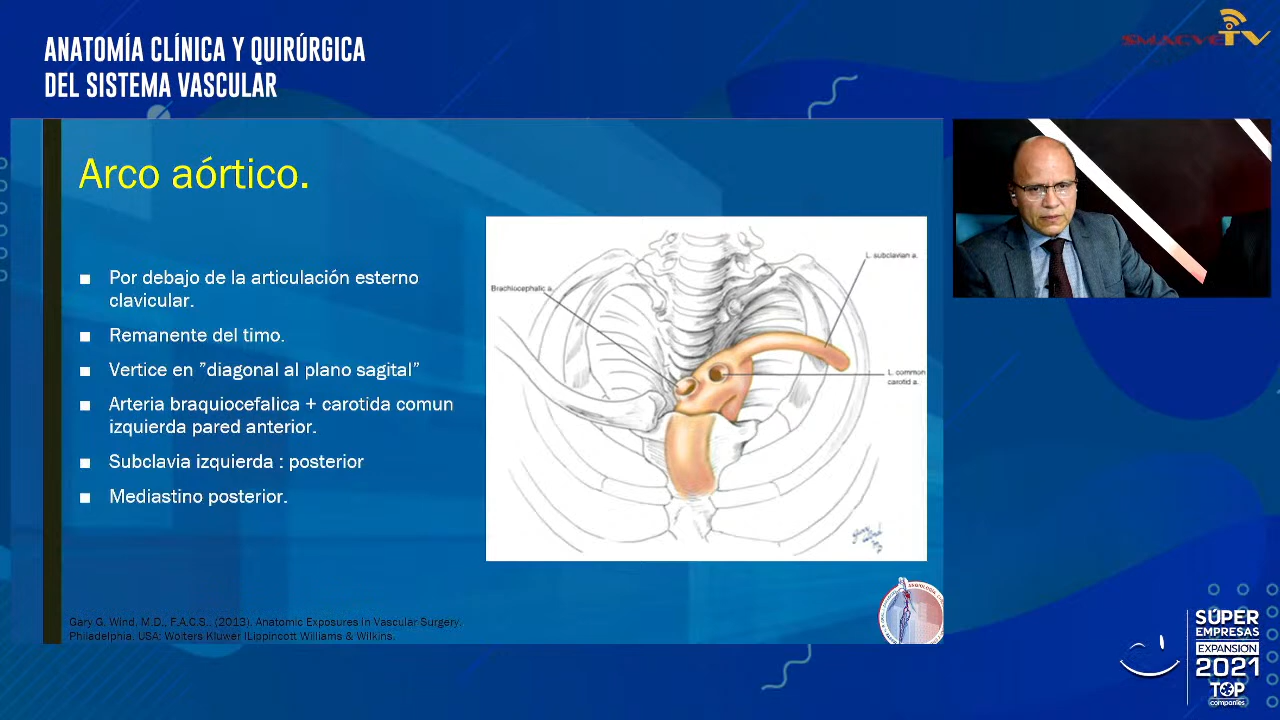 ANATOMÍA CLÍNICA Y QUIRÚRGICA
DEL SISTEMA VASCULAR
SMACVE TV
Arco aórtico.
■ Por debajo de la articulación esterno
clavicular.
■ Remanente del timo.
■ Vertice en ”diagonal al plano sagital”
■ Arteria braquiocefalica + carotida comun
izquierda pared anterior.
■ Subclavia izquierda : posterior
■ Mediastino posterior.
L. subclavian a.
Brachiocephalic a.
L. common
carotid a.
Gary G. Wind, M.D., F.A.C.S., (2013). Anatomic Exposures in Vascular Surgery.
Philadelphia, USA: Wolters Kluwer |Lippincott Williams & Wilkins.
ANGIOLOGÍA
SÚPER
EMPRESAS
EXPANSIÓN
2021
TOP
companies